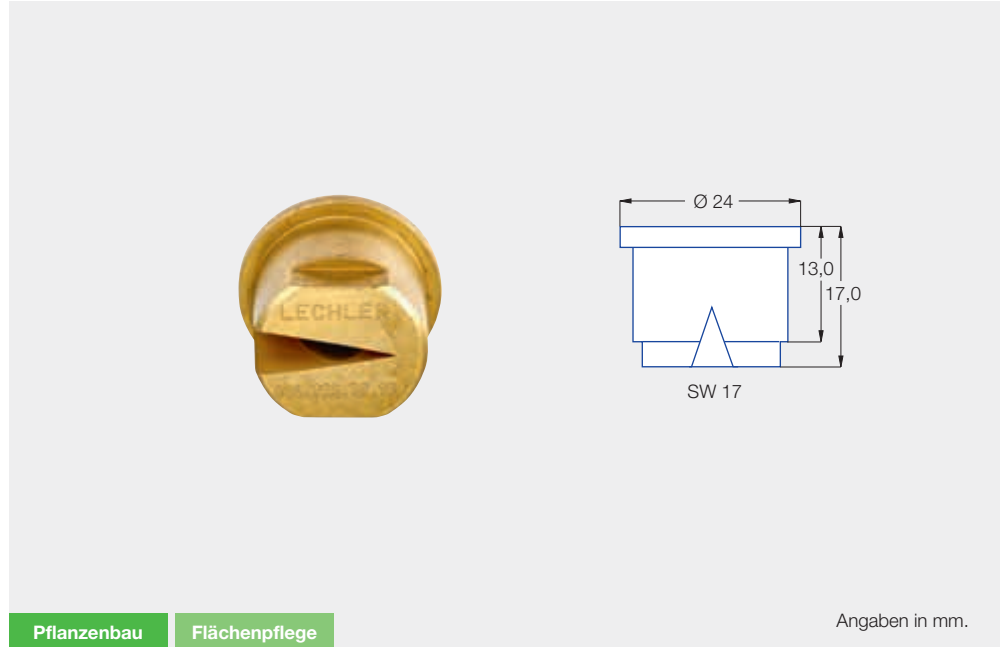 LECHLER
Ø 24
13,0
17,0
SW 17
Pflanzenbau
Flächenpflege
Angaben in mm.